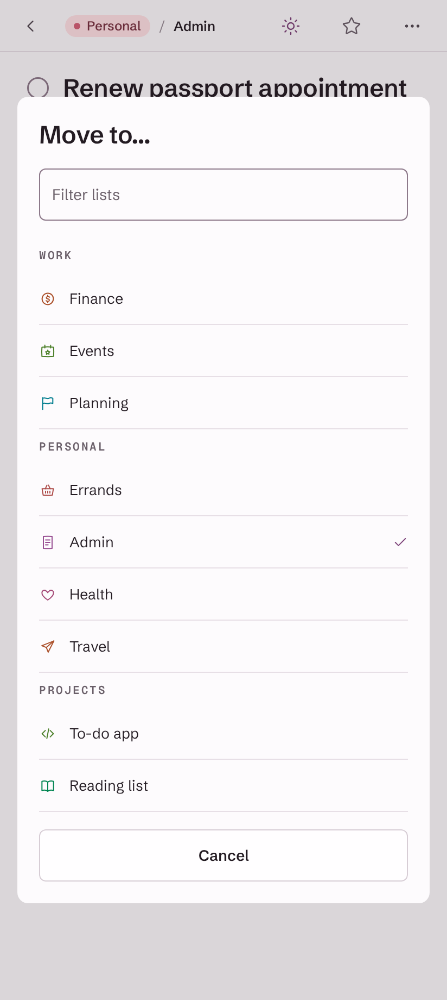 Personal / Admin
Renew passport appointment
Move to...
Filter lists
WORK
Finance
Events
Planning
PERSONAL
Errands
Admin
Health
Travel
PROJECTS
To-do app
Reading list
Cancel